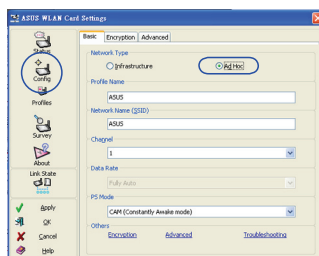 ASUS WLAN Card Settings
Status
Config
Profiles
Survey
About
Link State
Apply
OK
Cancel
Help
Basic Encryption Advanced
Network Type
Infrastructure Ad Hoc
Profile Name
ASUS
Network Name (SSID)
ASUS
Channel
1
Data Rate
Fully Auto
PS Mode
CAM (Constantly Awake mode)
Others
Encryption Advanced Troubleshooting